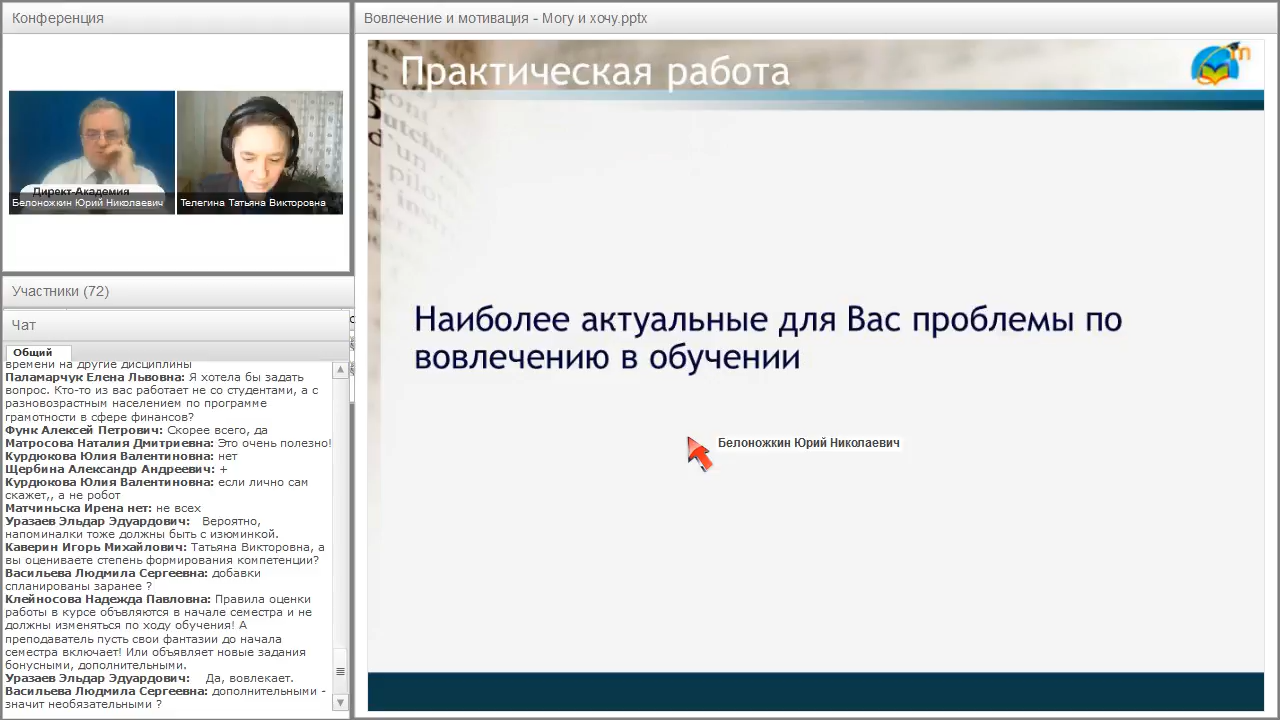 Конференция
Директ-Академия
Белоножкин Юрий Николаевич
Телегина Татьяна Викторовна
Участники (72)
Чат
Общий
времени на другие дисциплины
Паламарчук Елена Львовна: Я хотела бы задать
вопрос. Кто-то из вас работает не со студентами, а с
разновозрастным населением по программе
грамотности в сфере финансов?
Функ Алексей Петрович: Скорее всего, да
Матросова Наталия Дмитриевна: Это очень полезно!
Курдюкова Юлия Валентиновна: нет
Щербина Александр Андреевич: +
Курдюкова Юлия Валентиновна: если лично сам
скажет,, а не робот
Матчиньска Ирена нет: не всех
Уразаев Эльдар Эдуардович: Вероятно,
напоминалки тоже должны быть с изюминкой.
Каверин Игорь Михайлович: Татьяна Викторовна, а
вы оцениваете степень формирования компетенции?
Васильева Людмила Сергеевна: добавки
спланированы заранее ?
Клейносова Надежда Павловна: Правила оценки
работы в курсе объвляются в начале семестра и не
должны изменяться по ходу обучения! А
преподаватель пусть свои фантазии до начала
семестра включает! Или объявляет новые задания
бонусными, дополнительными.
Уразаев Эльдар Эдуардович: Да, вовлекает.
Васильева Людмила Сергеевна: дополнительными -
значит необязательными ?
Вовлечение и мотивация - Могу и хочу.pptx
Практическая работа
Наиболее актуальные для Вас проблемы по
вовлечению в обучении
Белоножкин Юрий Николаевич